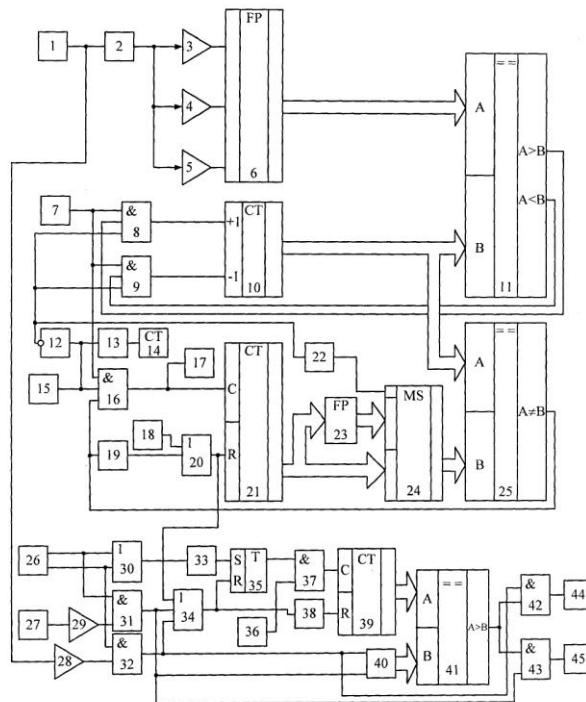 FP
1
2
3
4
5
6
= =
A
A>B
A<B
B
11
7
&
8
+1
CT
10
&
9
-1
12
13
CT
14
15
&
16
17
CT
C
R
21
22
FP
23
MS
24
= =
A
A≠B
B
25
18
19
1
20
26
1
30
33
S
T
R
35
&
37
C
CT
R
39
= =
A
A>B
B
41
&
42
44
27
29
&
31
1
34
36
38
28
&
32
40
&
43
45